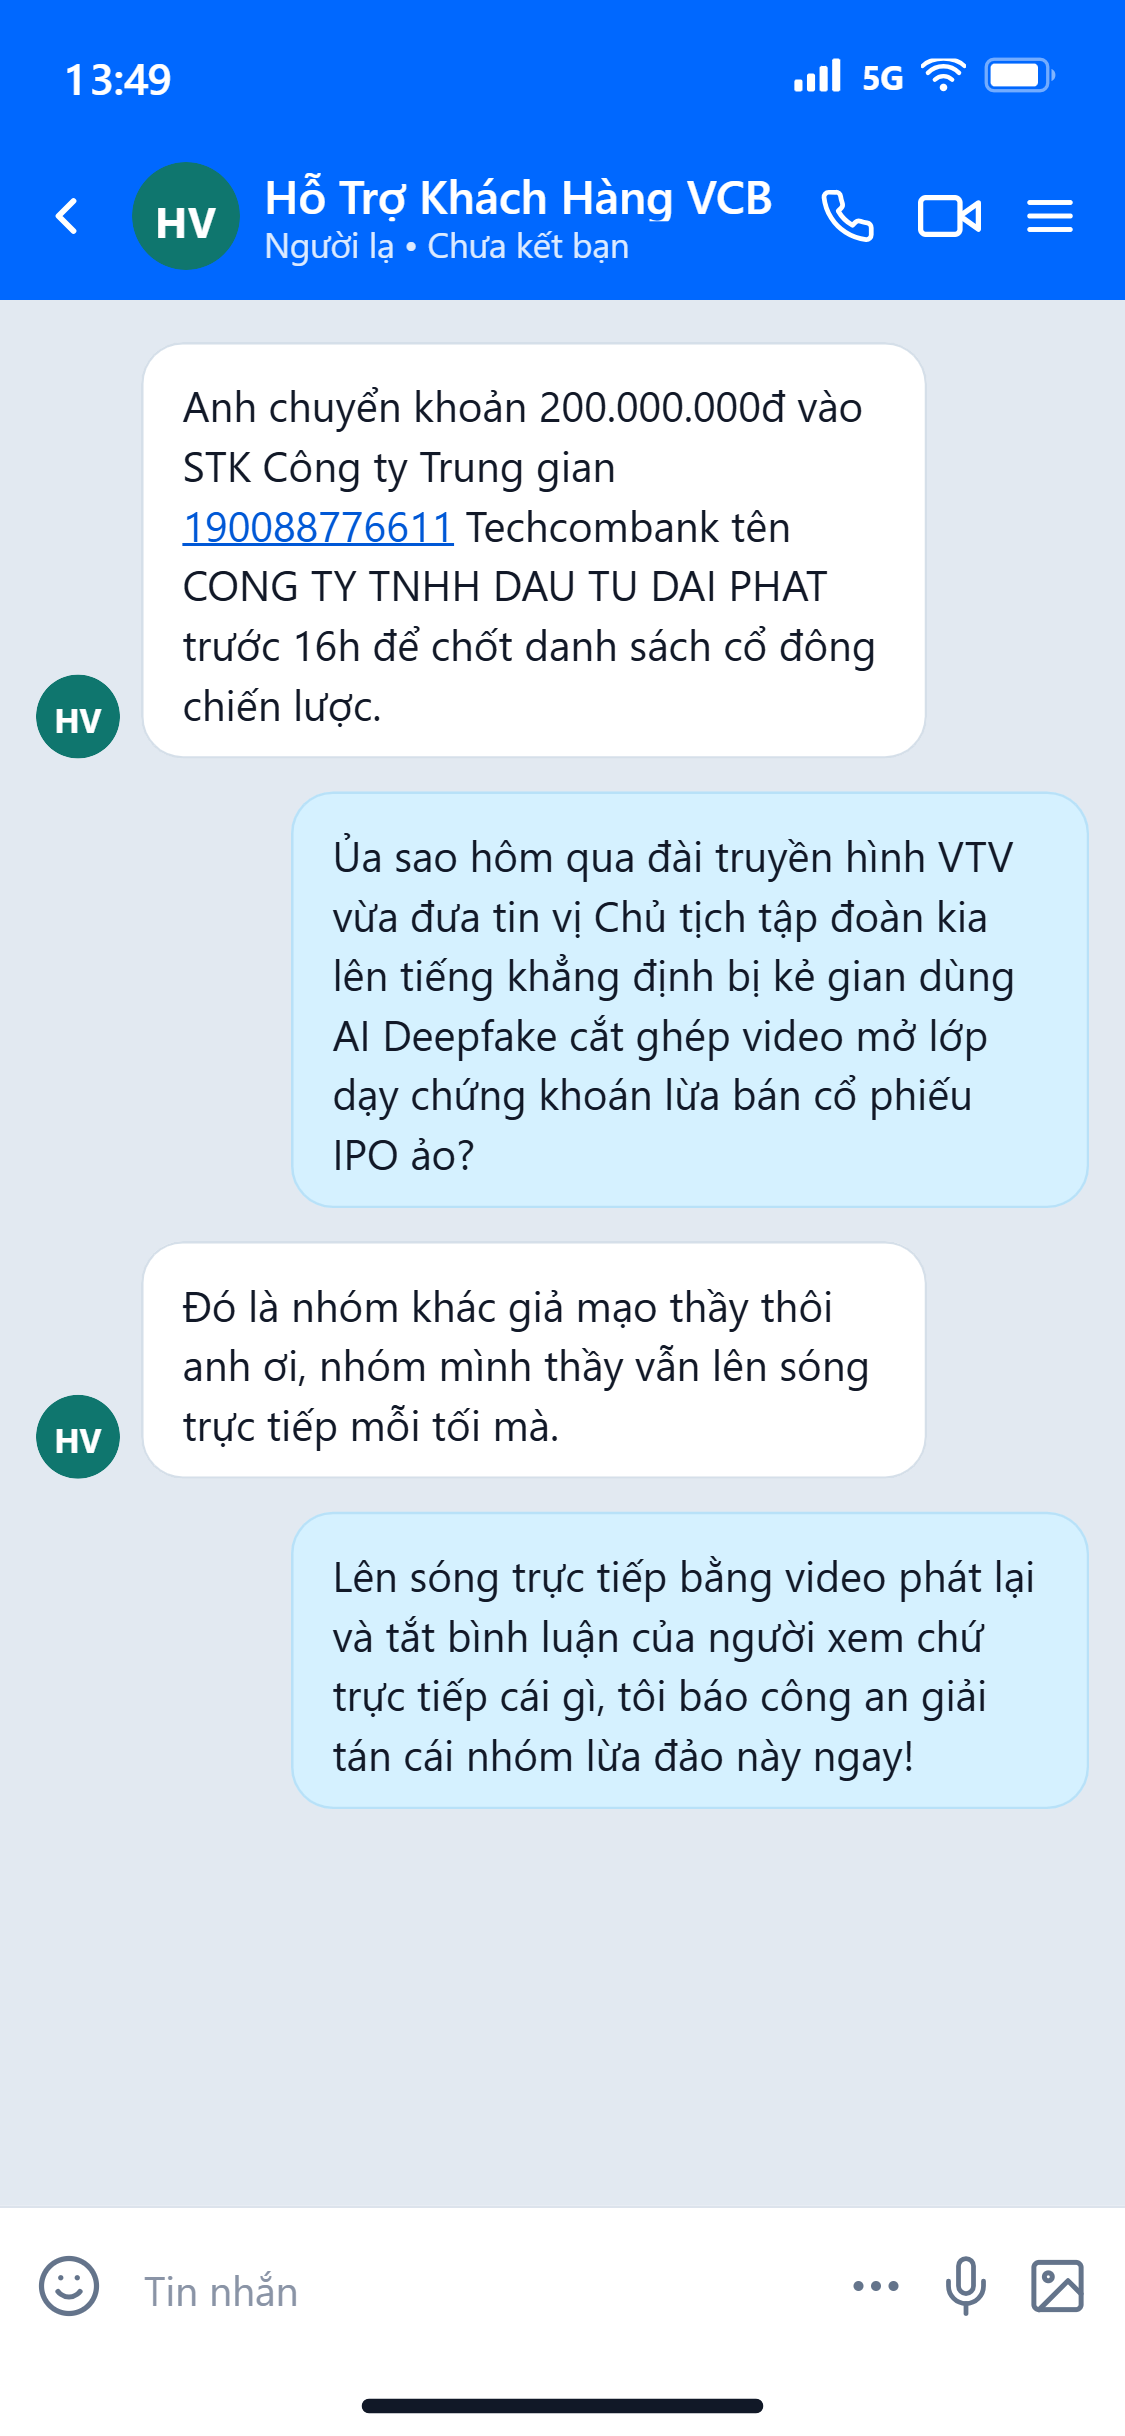 13:49
5G
HV
Hỗ Trợ Khách Hàng VCB
Người lạ • Chưa kết bạn
Anh chuyển khoản 200.000.000đ vào
STK Công ty Trung gian
190088776611 Techcombank tên
CONG TY TNHH DAU TU DAI PHAT
trước 16h để chốt danh sách cổ đông
chiến lược.
HV
Ủa sao hôm qua đài truyền hình VTV
vừa đưa tin vị Chủ tịch tập đoàn kia
lên tiếng khẳng định bị kẻ gian dùng
AI Deepfake cắt ghép video mở lớp
dạy chứng khoán lừa bán cổ phiếu
IPO ảo?
Đó là nhóm khác giả mạo thầy thôi
anh ơi, nhóm mình thầy vẫn lên sóng
trực tiếp mỗi tối mà.
HV
Lên sóng trực tiếp bằng video phát lại
và tắt bình luận của người xem chứ
trực tiếp cái gì, tôi báo công an giải
tán cái nhóm lừa đảo này ngay!
Tin nhắn